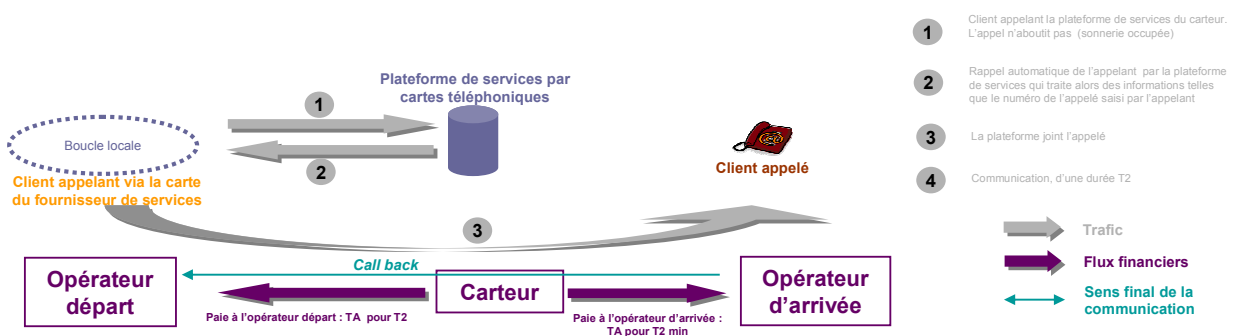 1
Client appelant la plateforme de services du carteur.
L'appel n'aboutit pas (sonnerie occupée)
2
Rappel automatique de l'appelant par la plateforme
de services qui traite alors des informations telles
que le numéro de l'appelé saisi par l'appelant
3
La plateforme joint l'appelé
4
Communication, d'une durée T2
Plateforme de services par
cartes téléphoniques
1
2
Boucle locale
Client appelant via la carte
du fournisseur de services
Client appelé
3
Trafic
Flux financiers
Sens final de la
communication
Call back
Opérateur
départ
Carteur
Opérateur
d'arrivée
Paie à l'opérateur départ : TA pour T2
Paie à l'opérateur d'arrivée :
TA pour T2 min